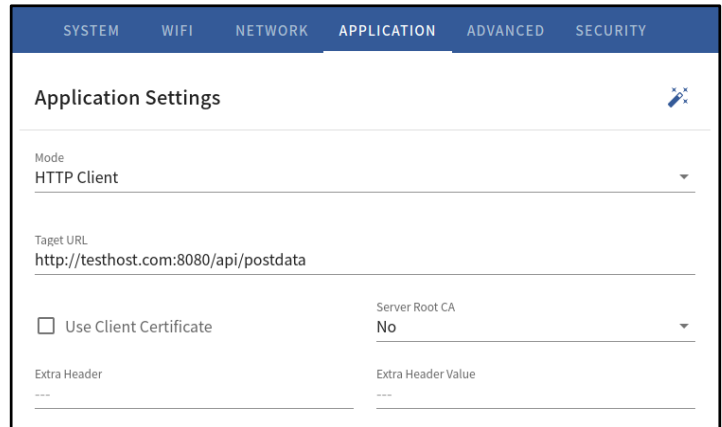 SYSTEM WIFI NETWORK APPLICATION ADVANCED SECURITY
Application Settings
Mode
HTTP Client
Taget URL
http://testhost.com:8080/api/postdata
Use Client Certificate
Server Root CA
No
Extra Header
---
Extra Header Value
---